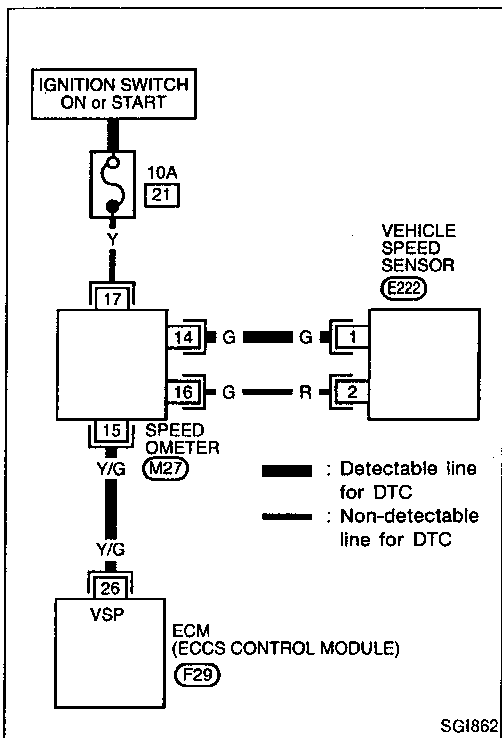 IGNITION SWITCH
ON or START
10A
21
Y
17
VEHICLE
SPEED
SENSOR
E222
14
G
G
1
16
G
R
2
15
SPEED
OMETER
M27
Y/G
: Detectable line
for DTC
: Non-detectable
line for DTC
Y/G
26
VSP
ECM
(ECCS CONTROL MODULE)
F29
SGI862